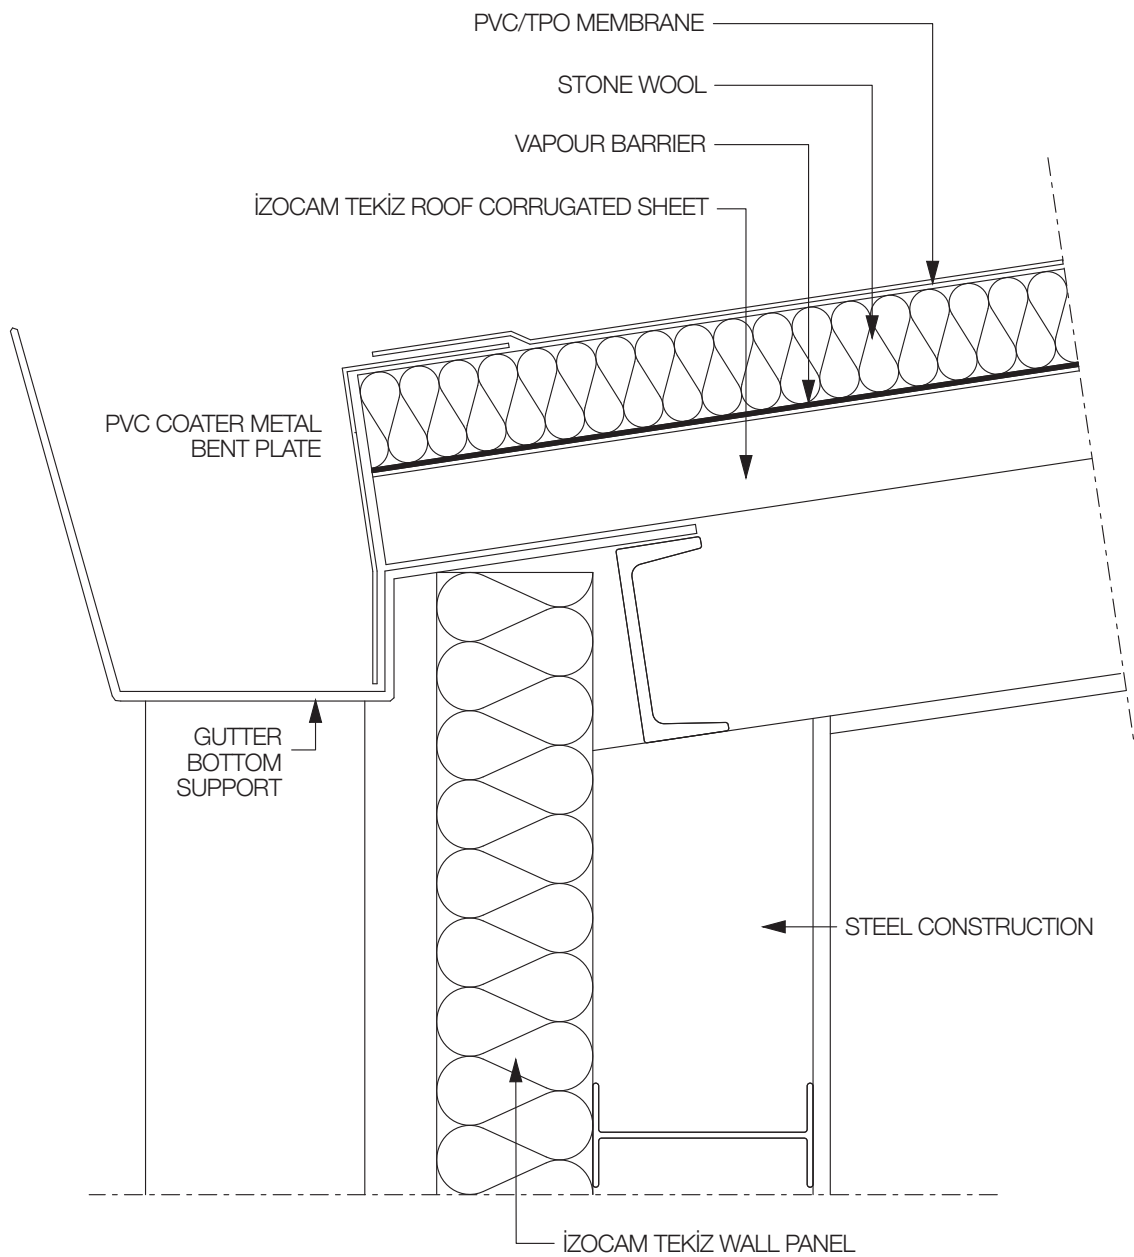 PVC/TPO MEMBRANE
STONE WOOL
VAPOUR BARRIER
İZOCAM TEKİZ ROOF CORRUGATED SHEET
PVC COATER METAL
BENT PLATE
GUTTER
BOTTOM
SUPPORT
STEEL CONSTRUCTION
İZOCAM TEKİZ WALL PANEL